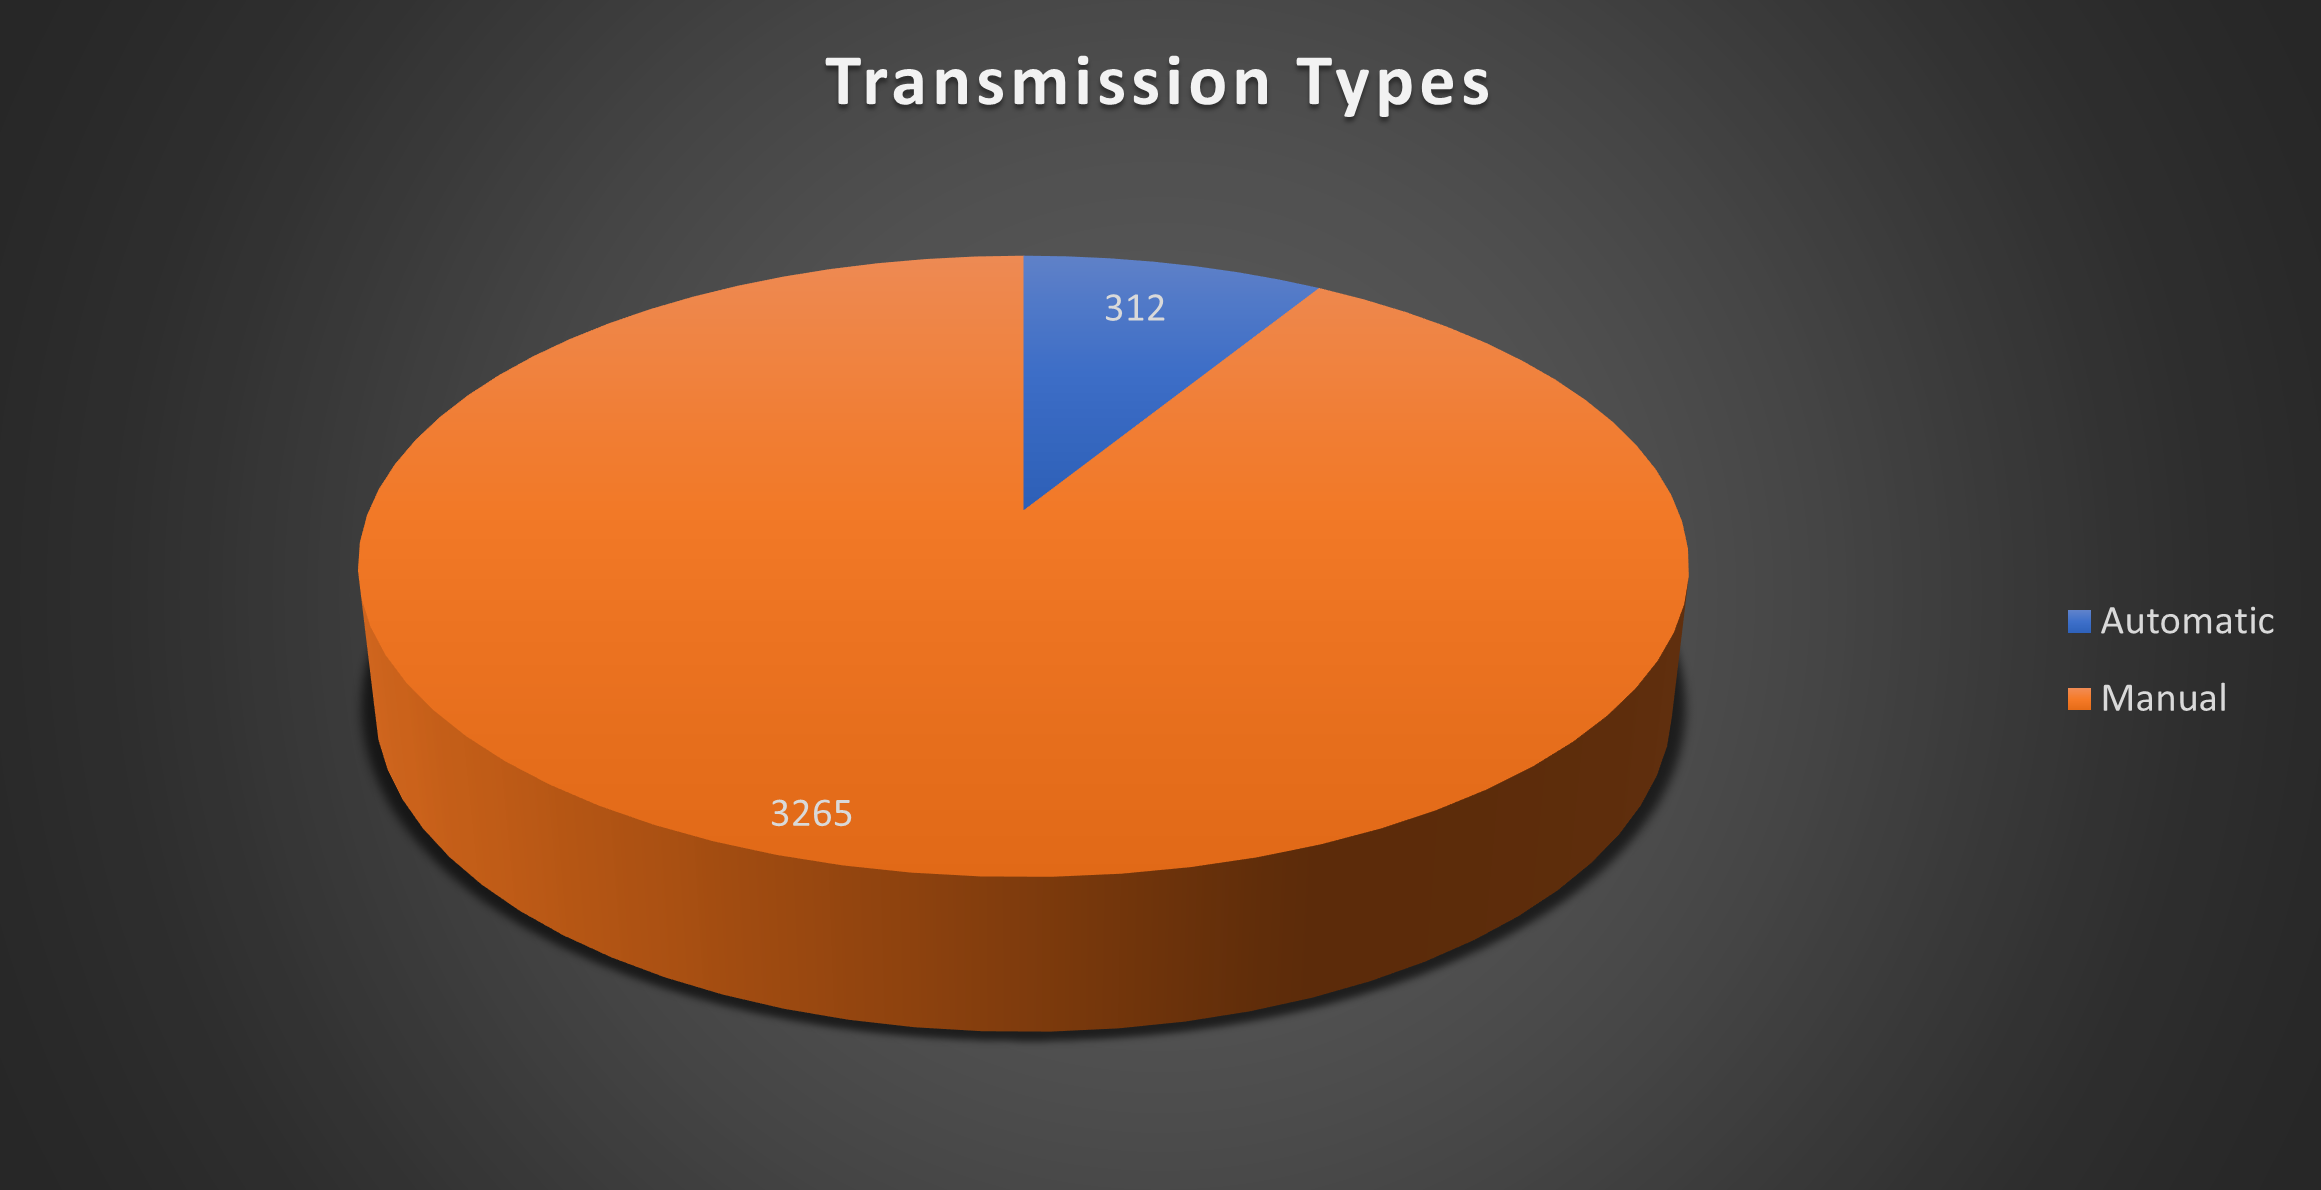 Transmission Types
312
3265
Automatic
Manual